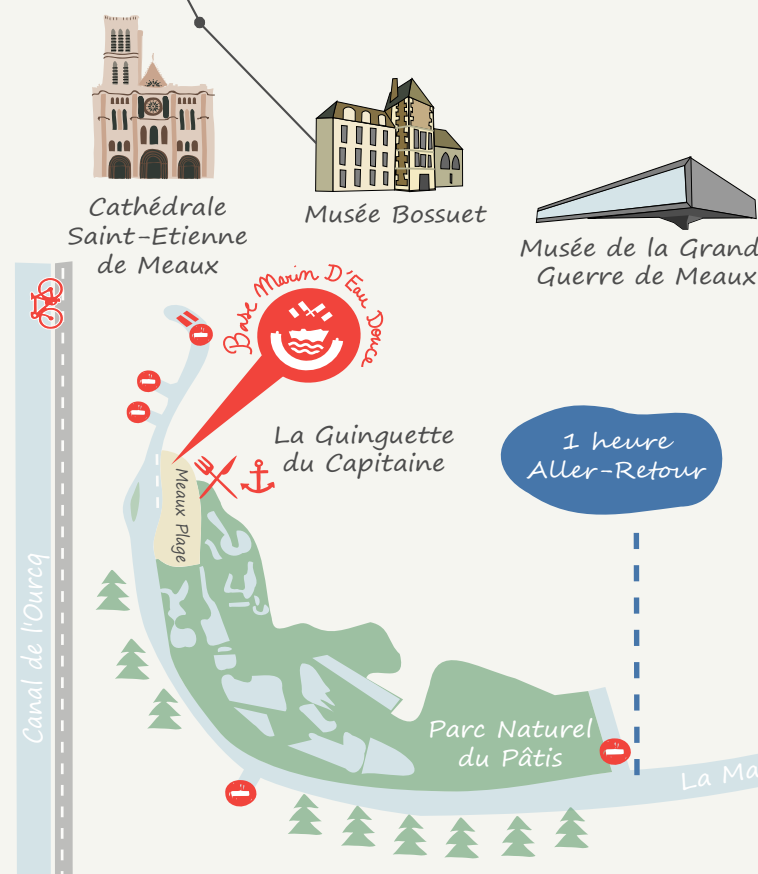 Cathédrale
Saint-Etienne
de Meaux
Musée Bossuet
Musée de la Grand
Guerre de Meaux
Base Marin D'Eau Douce
La Guinguette
du Capitaine
1 heure
Aller-Retour
Meaux Plage
Canal de l'Ourcq
Parc Naturel
du Pâtis
La Ma